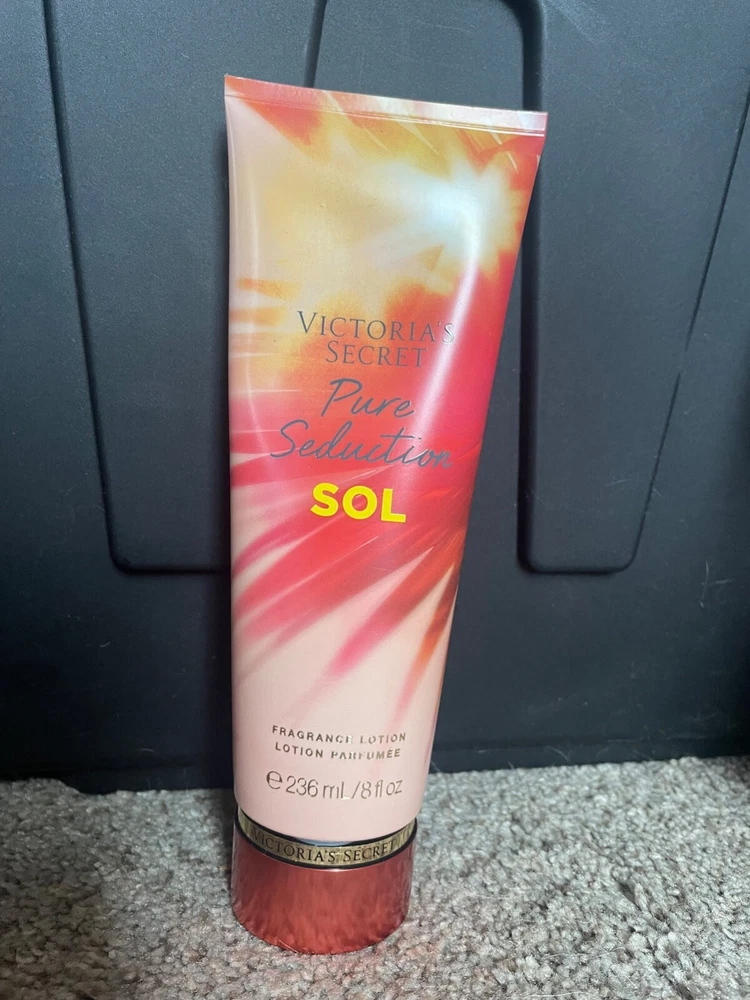 VICTORIA'S
SECRET
Pure
Seduction
SOL
FRAGRANCE LOTION
LOTION PARFUMÉE
℮ 236 mL/8 fl oz
VICTORIA'S SECRET